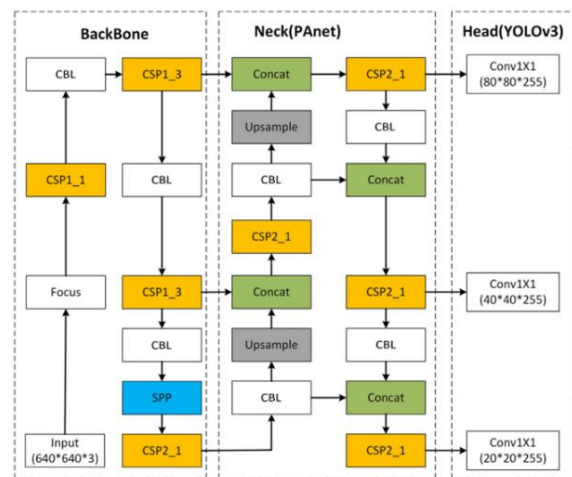 BackBone
Neck(PAnet)
Head(YOLOv3)
CBL
CSP1_3
Concat
CSP2_1
Conv1X1
(80*80*255)
Upsample
CBL
CSP1_1
CBL
CBL
Concat
CSP2_1
Focus
CSP1_3
Concat
CSP2_1
Conv1X1
(40*40*255)
CBL
Upsample
CBL
SPP
CBL
Concat
Input
(640*640*3)
CSP2_1
CSP2_1
Conv1X1
(20*20*255)